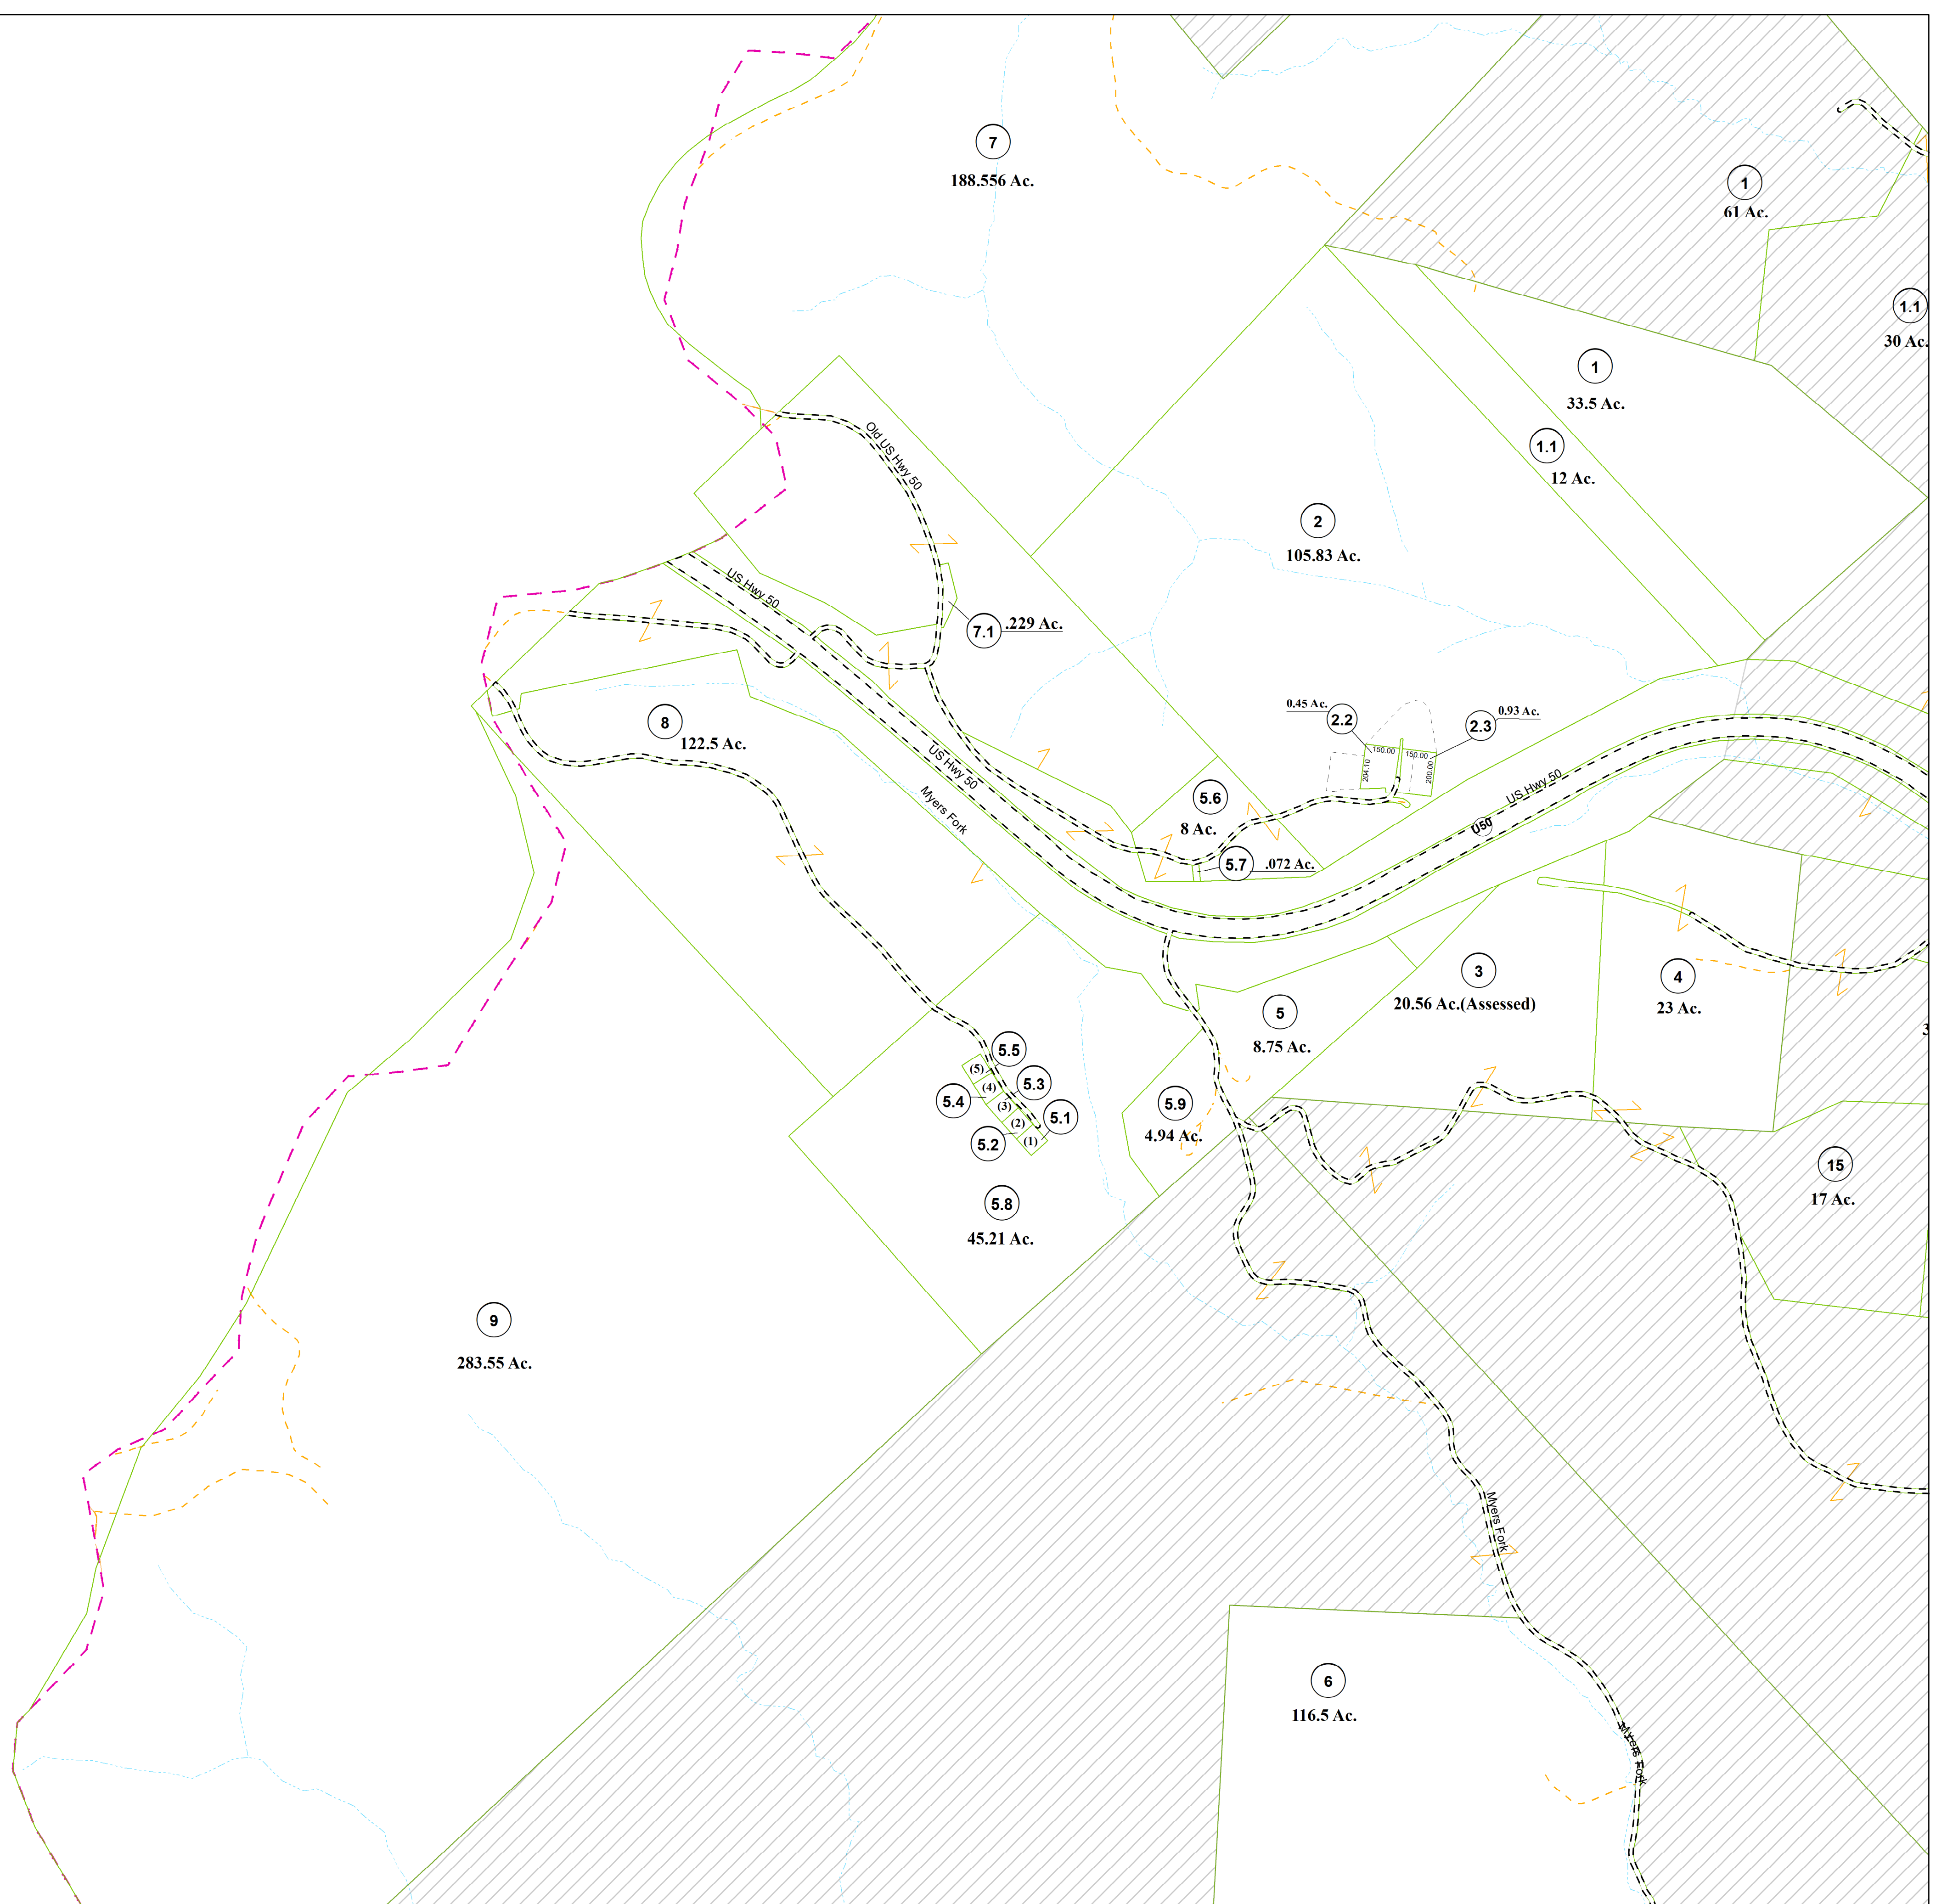 7
188.556 Ac.
1
61 Ac.
1.1
30 Ac.
1
33.5 Ac.
1.1
12 Ac.
Old US Hwy 50
2
105.83 Ac.
US Hwy 50
7.1 .229 Ac.
8
122.5 Ac.
0.45 Ac.
2.2
2.3
0.93 Ac.
150.00
150.00
204.10
200.00
US Hwy 50
Myers Fork
5.6
8 Ac.
US Hwy 50
U50
5.7 .072 Ac.
3
20.56 Ac.(Assessed)
4
23 Ac.
5
8.75 Ac.
3
5.5
(5)
5.3
(4)
5.4
(3)
5.1
(2)
5.2
(1)
5.9
4.94 Ac.
15
17 Ac.
5.8
45.21 Ac.
9
283.55 Ac.
Myers Fork
6
116.5 Ac.
Myers Fork